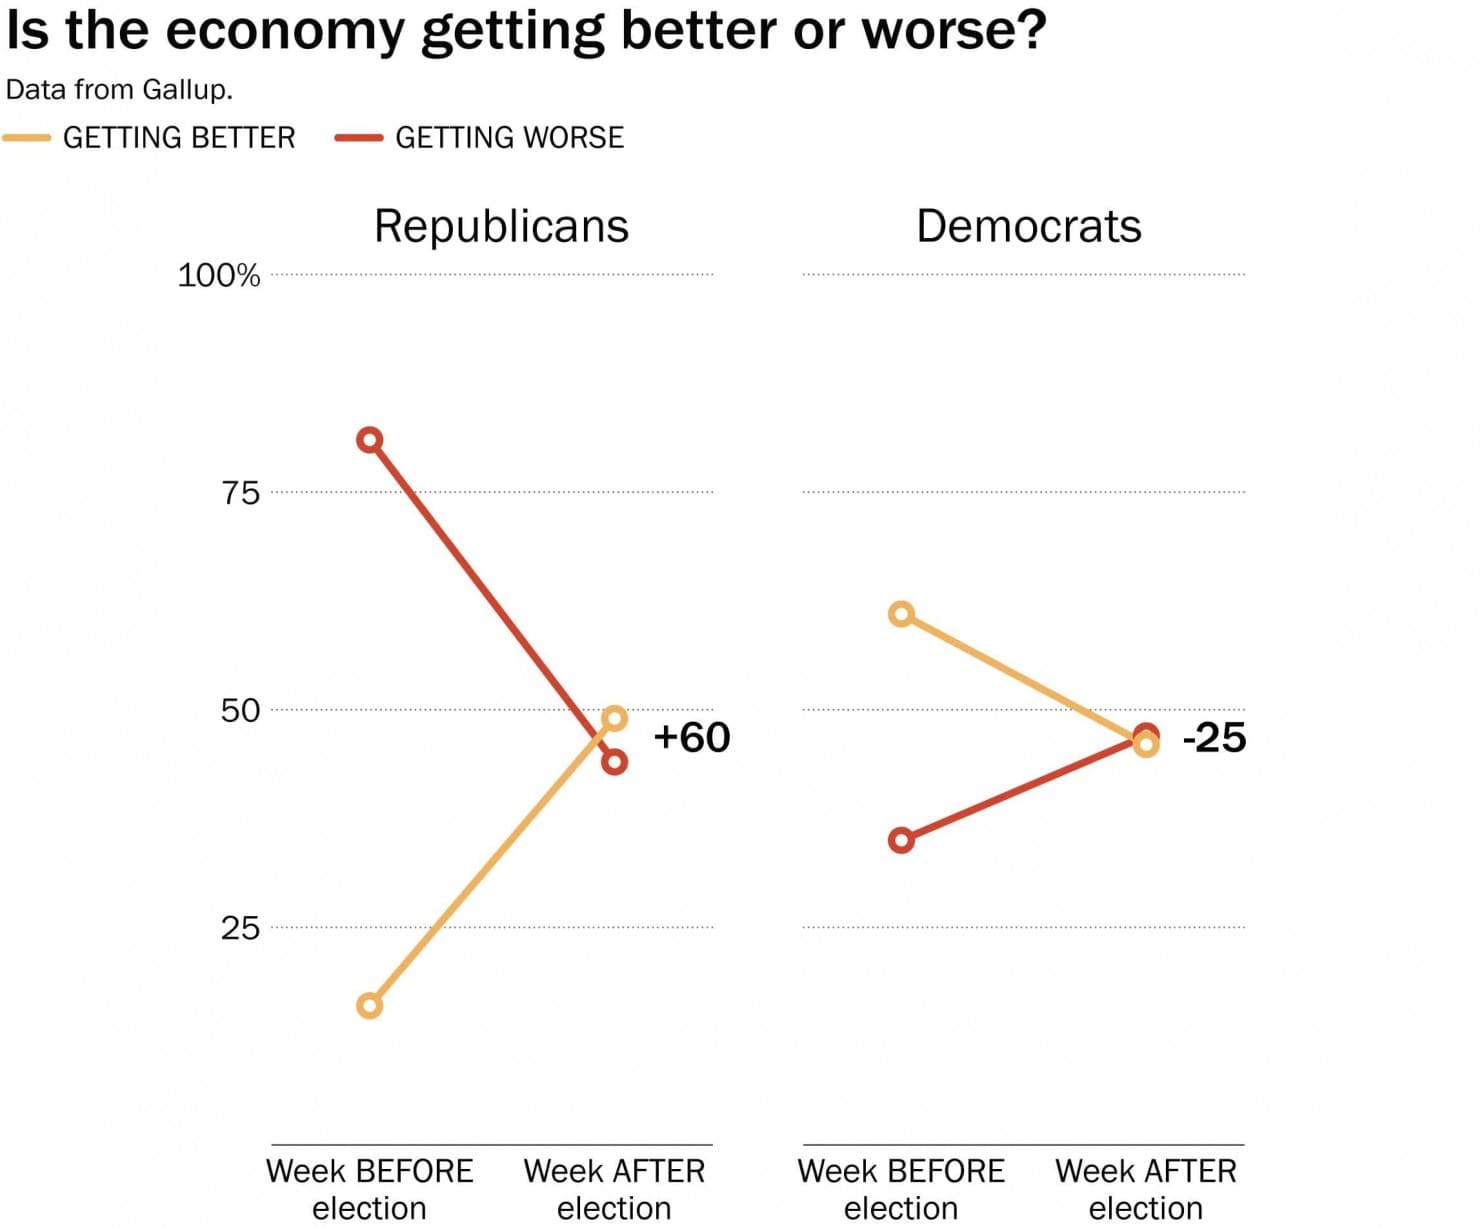 Is the economy getting better or worse?
Data from Gallup.
GETTING BETTER GETTING WORSE
Republicans
Democrats
100%
75
50
25
+60
-25
Week BEFORE
election
Week AFTER
election
Week BEFORE
election
Week AFTER
election